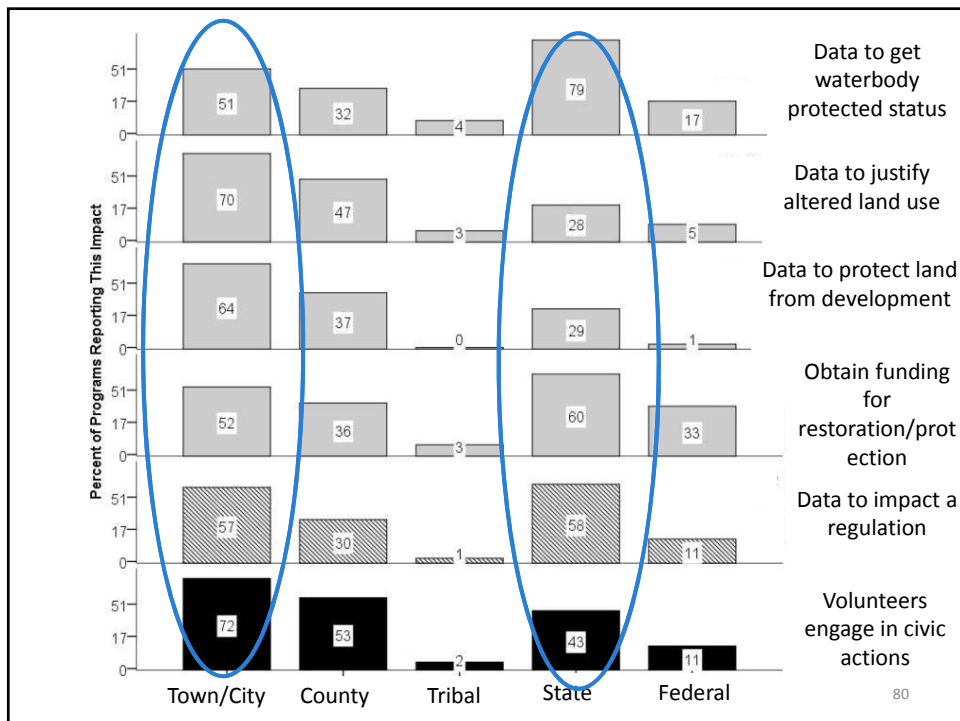 Percent of Programs Reporting This Impact
51
17
0
51
32
4
79
17
Data to get
waterbody
protected status
51
17
0
70
47
3
28
5
Data to justify
altered land use
51
17
0
64
37
0
29
1
Data to protect land
from development
51
17
0
52
36
3
60
33
Obtain funding
for
restoration/prot
ection
51
17
0
57
30
1
58
11
Data to impact a
regulation
51
17
0
72
53
2
43
11
Volunteers
engage in civic
actions
Town/City
County
Tribal
State
Federal
80